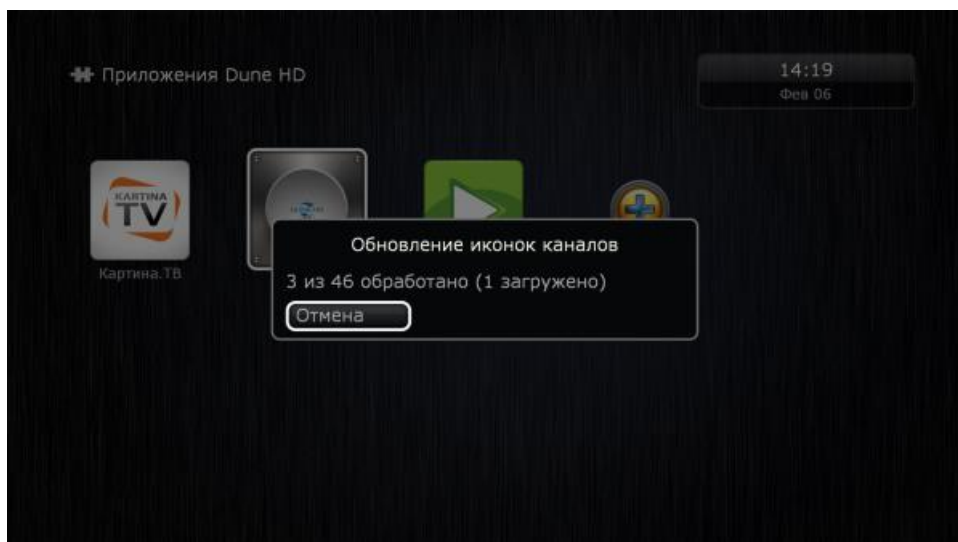 Приложения Dune HD
14:19
Фев 06
KARTINA
TV
Картина.ТВ
Обновление иконок каналов
3 из 46 обработано (1 загружено)
Отмена